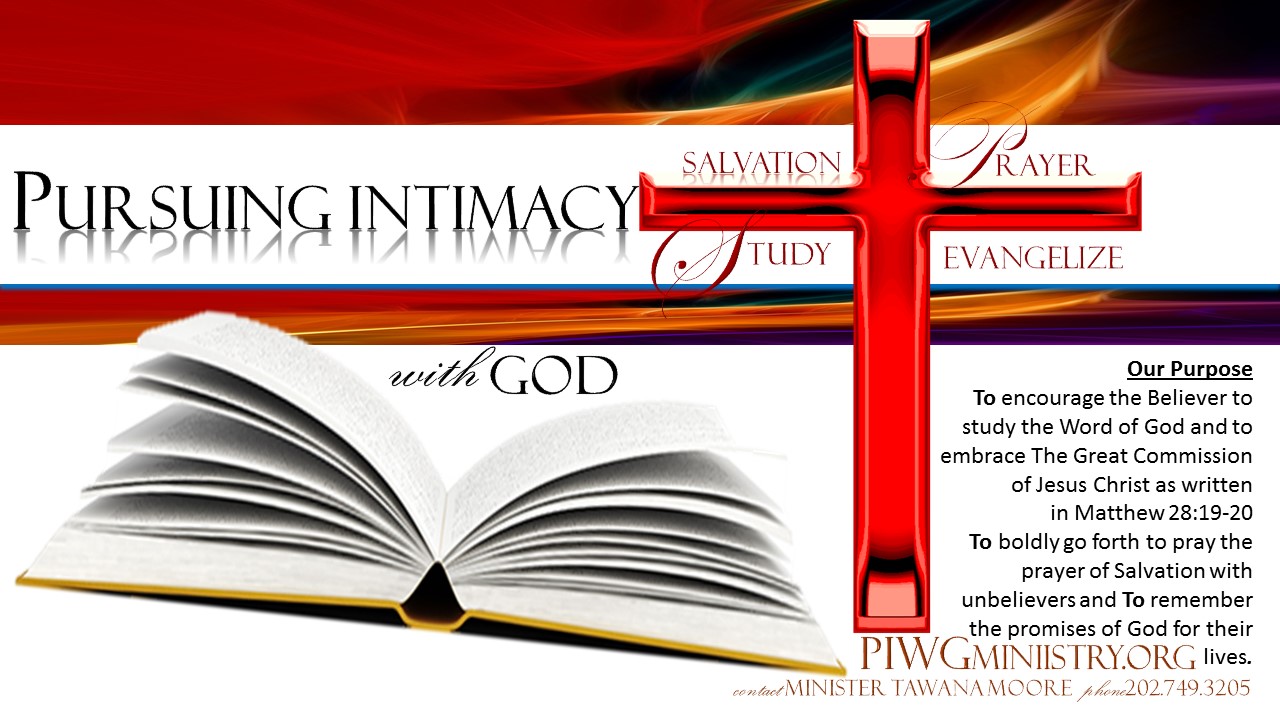 PURSUING INTIMACY
with GOD
SALVATION
PRAYER
STUDY
EVANGELIZE
Our Purpose
To encourage the Believer to
study the Word of God and to
embrace The Great Commission
of Jesus Christ as written
in Matthew 28:19-20
To boldly go forth to pray the
prayer of Salvation with
unbelievers and To remember
the promises of God for their
lives.
PIWGMINIISTRY.ORG
contact MINISTER TAWANA MOORE phone 202.749.3205